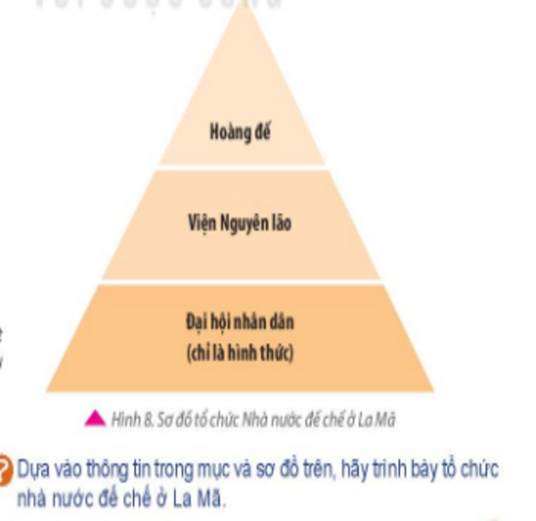 Hoàng đế
Viện Nguyên lão
Đại hội nhân dân
(chỉ là hình thức)
Hình 8. Sơ đồ tổ chức Nhà nước đế chế ở La Mã
? Dựa vào thông tin trong mục và sơ đồ trên, hãy trình bày tổ chức
nhà nước đế chế ở La Mã.